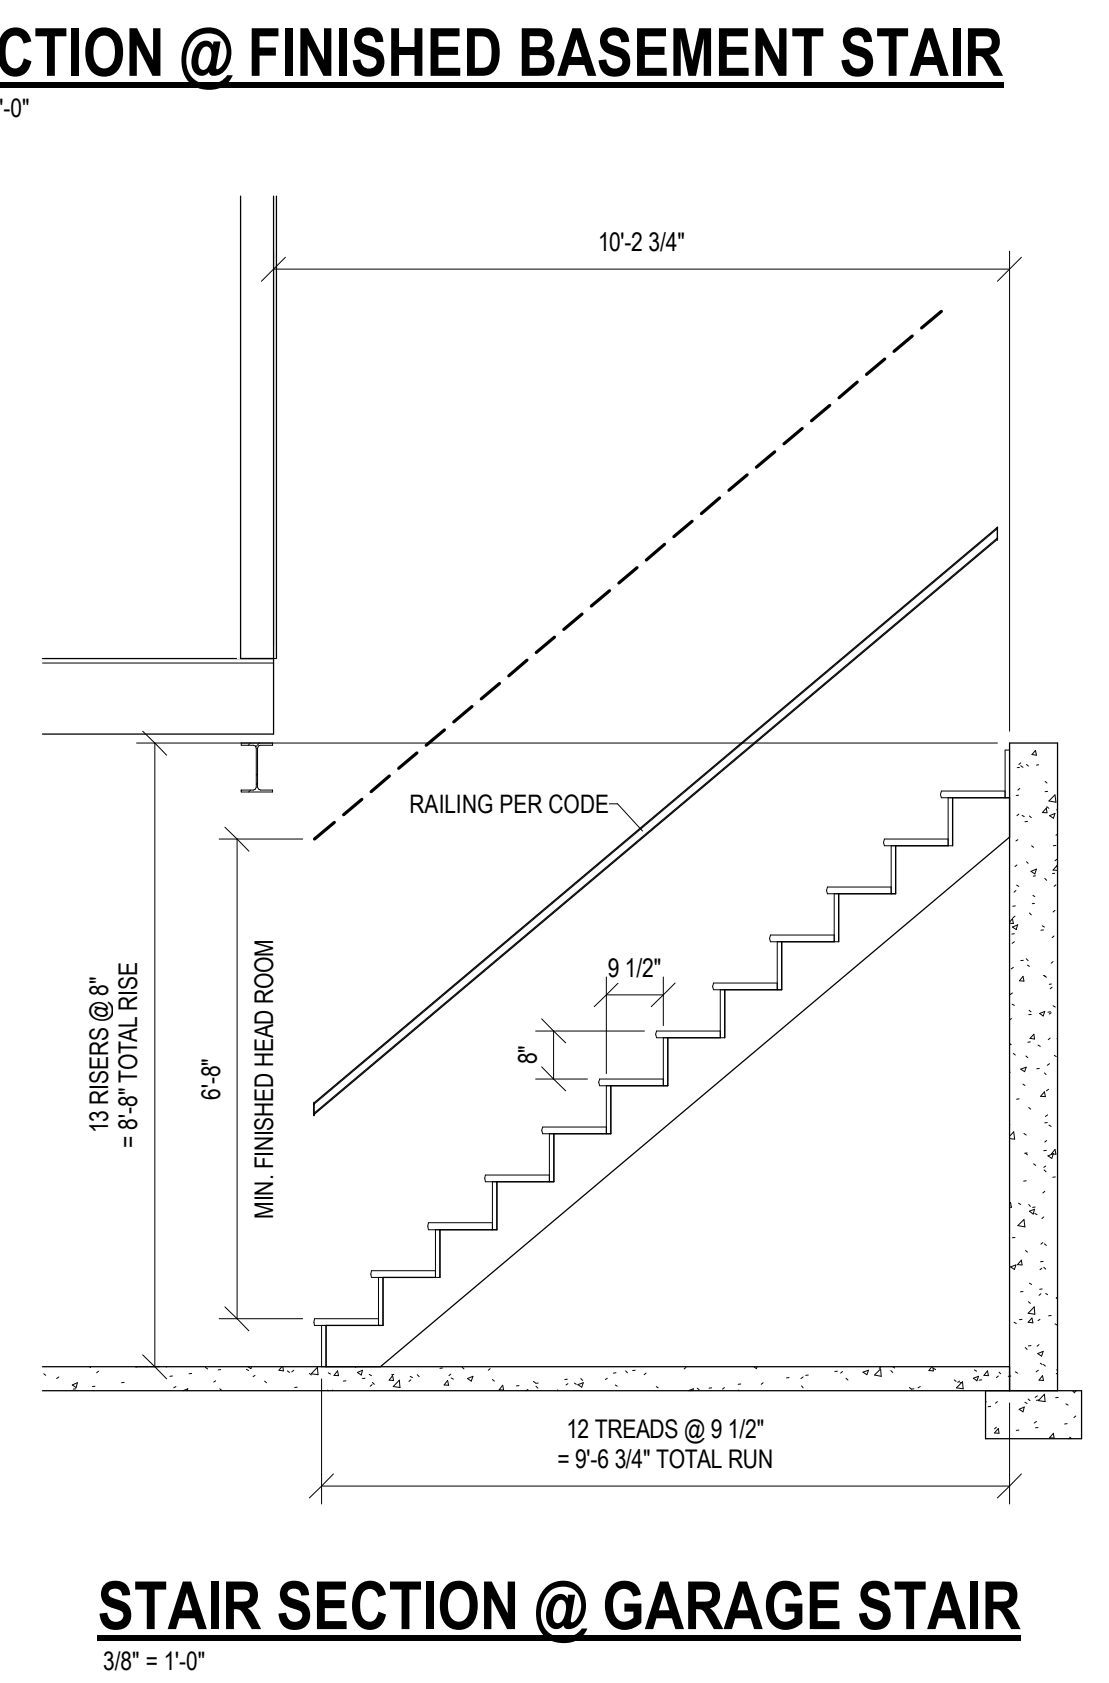 CTION @ FINISHED BASEMENT STAIR
'-0"
10'-2 3/4"
RAILING PER CODE
9 1/2"
8"
13 RISERS @ 8"
= 8'-8" TOTAL RISE
6'-8"
MIN. FINISHED HEAD ROOM
12 TREADS @ 9 1/2"
= 9'-6 3/4" TOTAL RUN
STAIR SECTION @ GARAGE STAIR
3/8" = 1'-0"